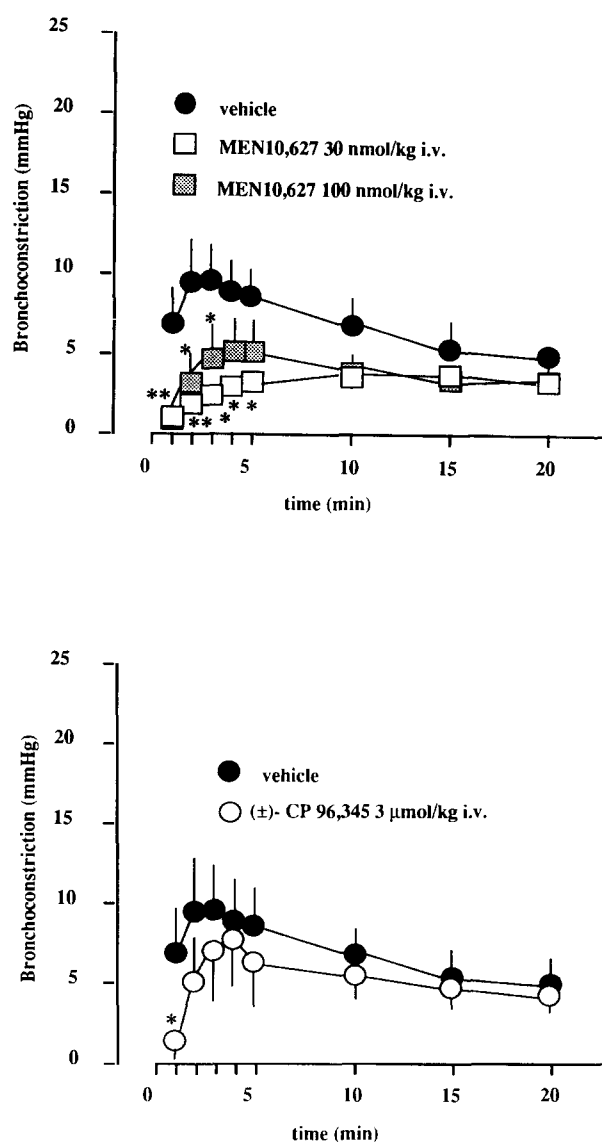 25
20
15
10
5
0
Bronchoconstriction (mmHg)
vehicle
MEN10,627 30 nmol/kg i.v.
MEN10,627 100 nmol/kg i.v.
**
*
*
**
*
*
*
0 5 10 15 20
time (min)
25
20
15
10
5
0
Bronchoconstriction (mmHg)
vehicle
(±)- CP 96,345 3 µmol/kg i.v.
*
0 5 10 15 20
time (min)